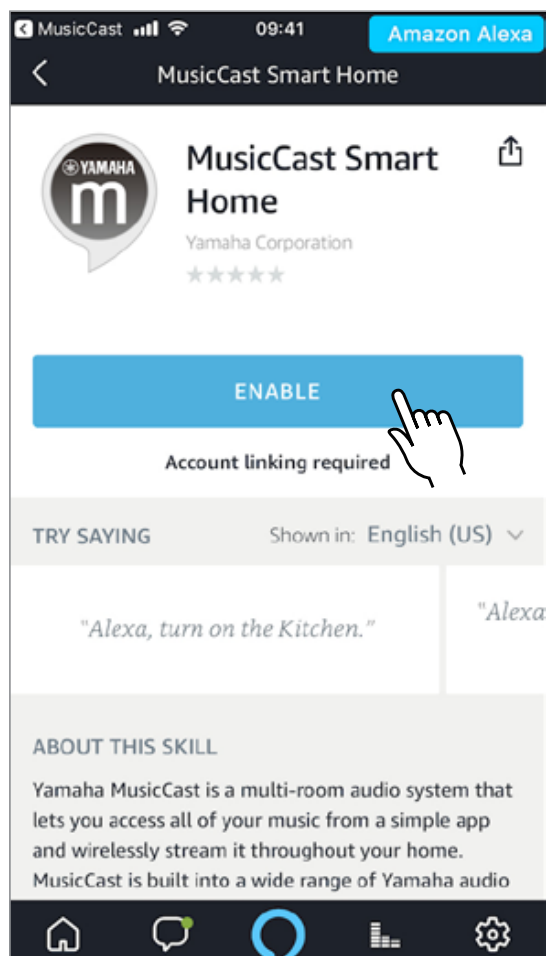 MusicCast 09:41 Amazon Alexa
MusicCast Smart Home
YAMAHA
m
MusicCast Smart
Home
Yamaha Corporation
ENABLE
Account linking required
TRY SAYING Shown in: English (US)
"Alexa, turn on the Kitchen."
"Alexa
ABOUT THIS SKILL
Yamaha MusicCast is a multi-room audio system that
lets you access all of your music from a simple app
and wirelessly stream it throughout your home.
MusicCast is built into a wide range of Yamaha audio